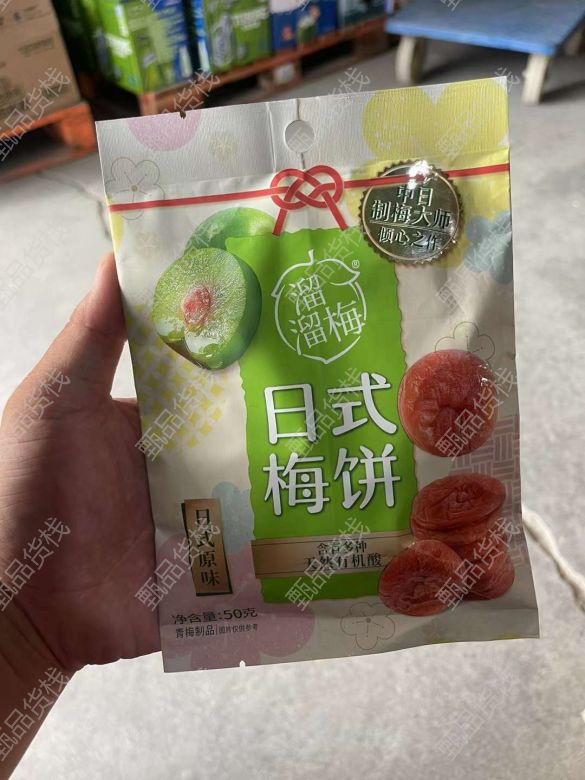 中日
制梅大师
倾心之作
溜
溜梅®
日式
梅饼
日式原味
含有多种
天然有机酸
净含量:50克
青梅制品|图片仅供参考
甄品货栈